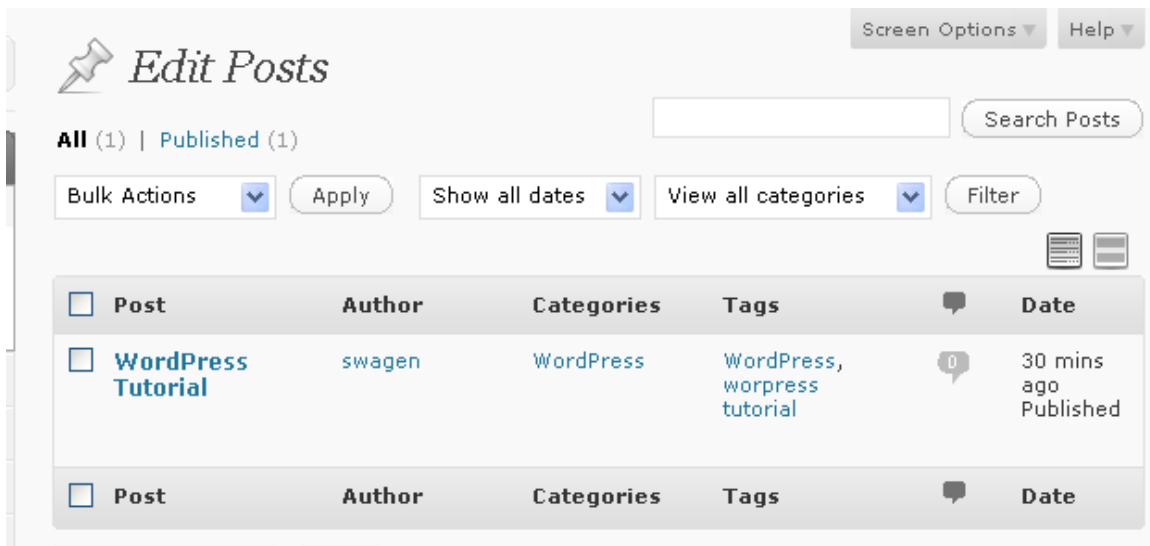 Screen Options Help
Edit Posts
Search Posts
All (1) | Published (1)
Bulk Actions Apply Show all dates View all categories Filter
Post Author Categories Tags Date
WordPress Tutorial swagen WordPress WordPress, worpress tutorial 0 30 mins ago Published
Post Author Categories Tags Date